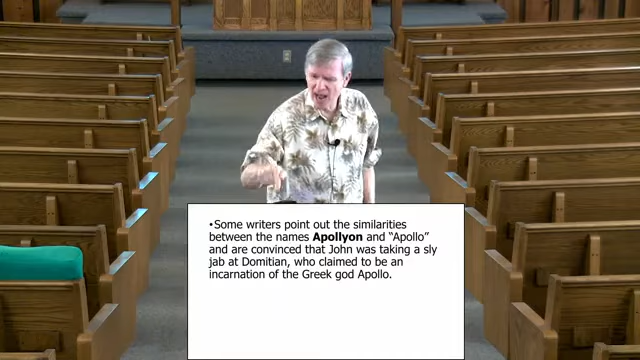 •Some writers point out the similarities
between the names Apollyon and “Apollo”
and are convinced that John was taking a sly
jab at Domitian, who claimed to be an
incarnation of the Greek god Apollo.